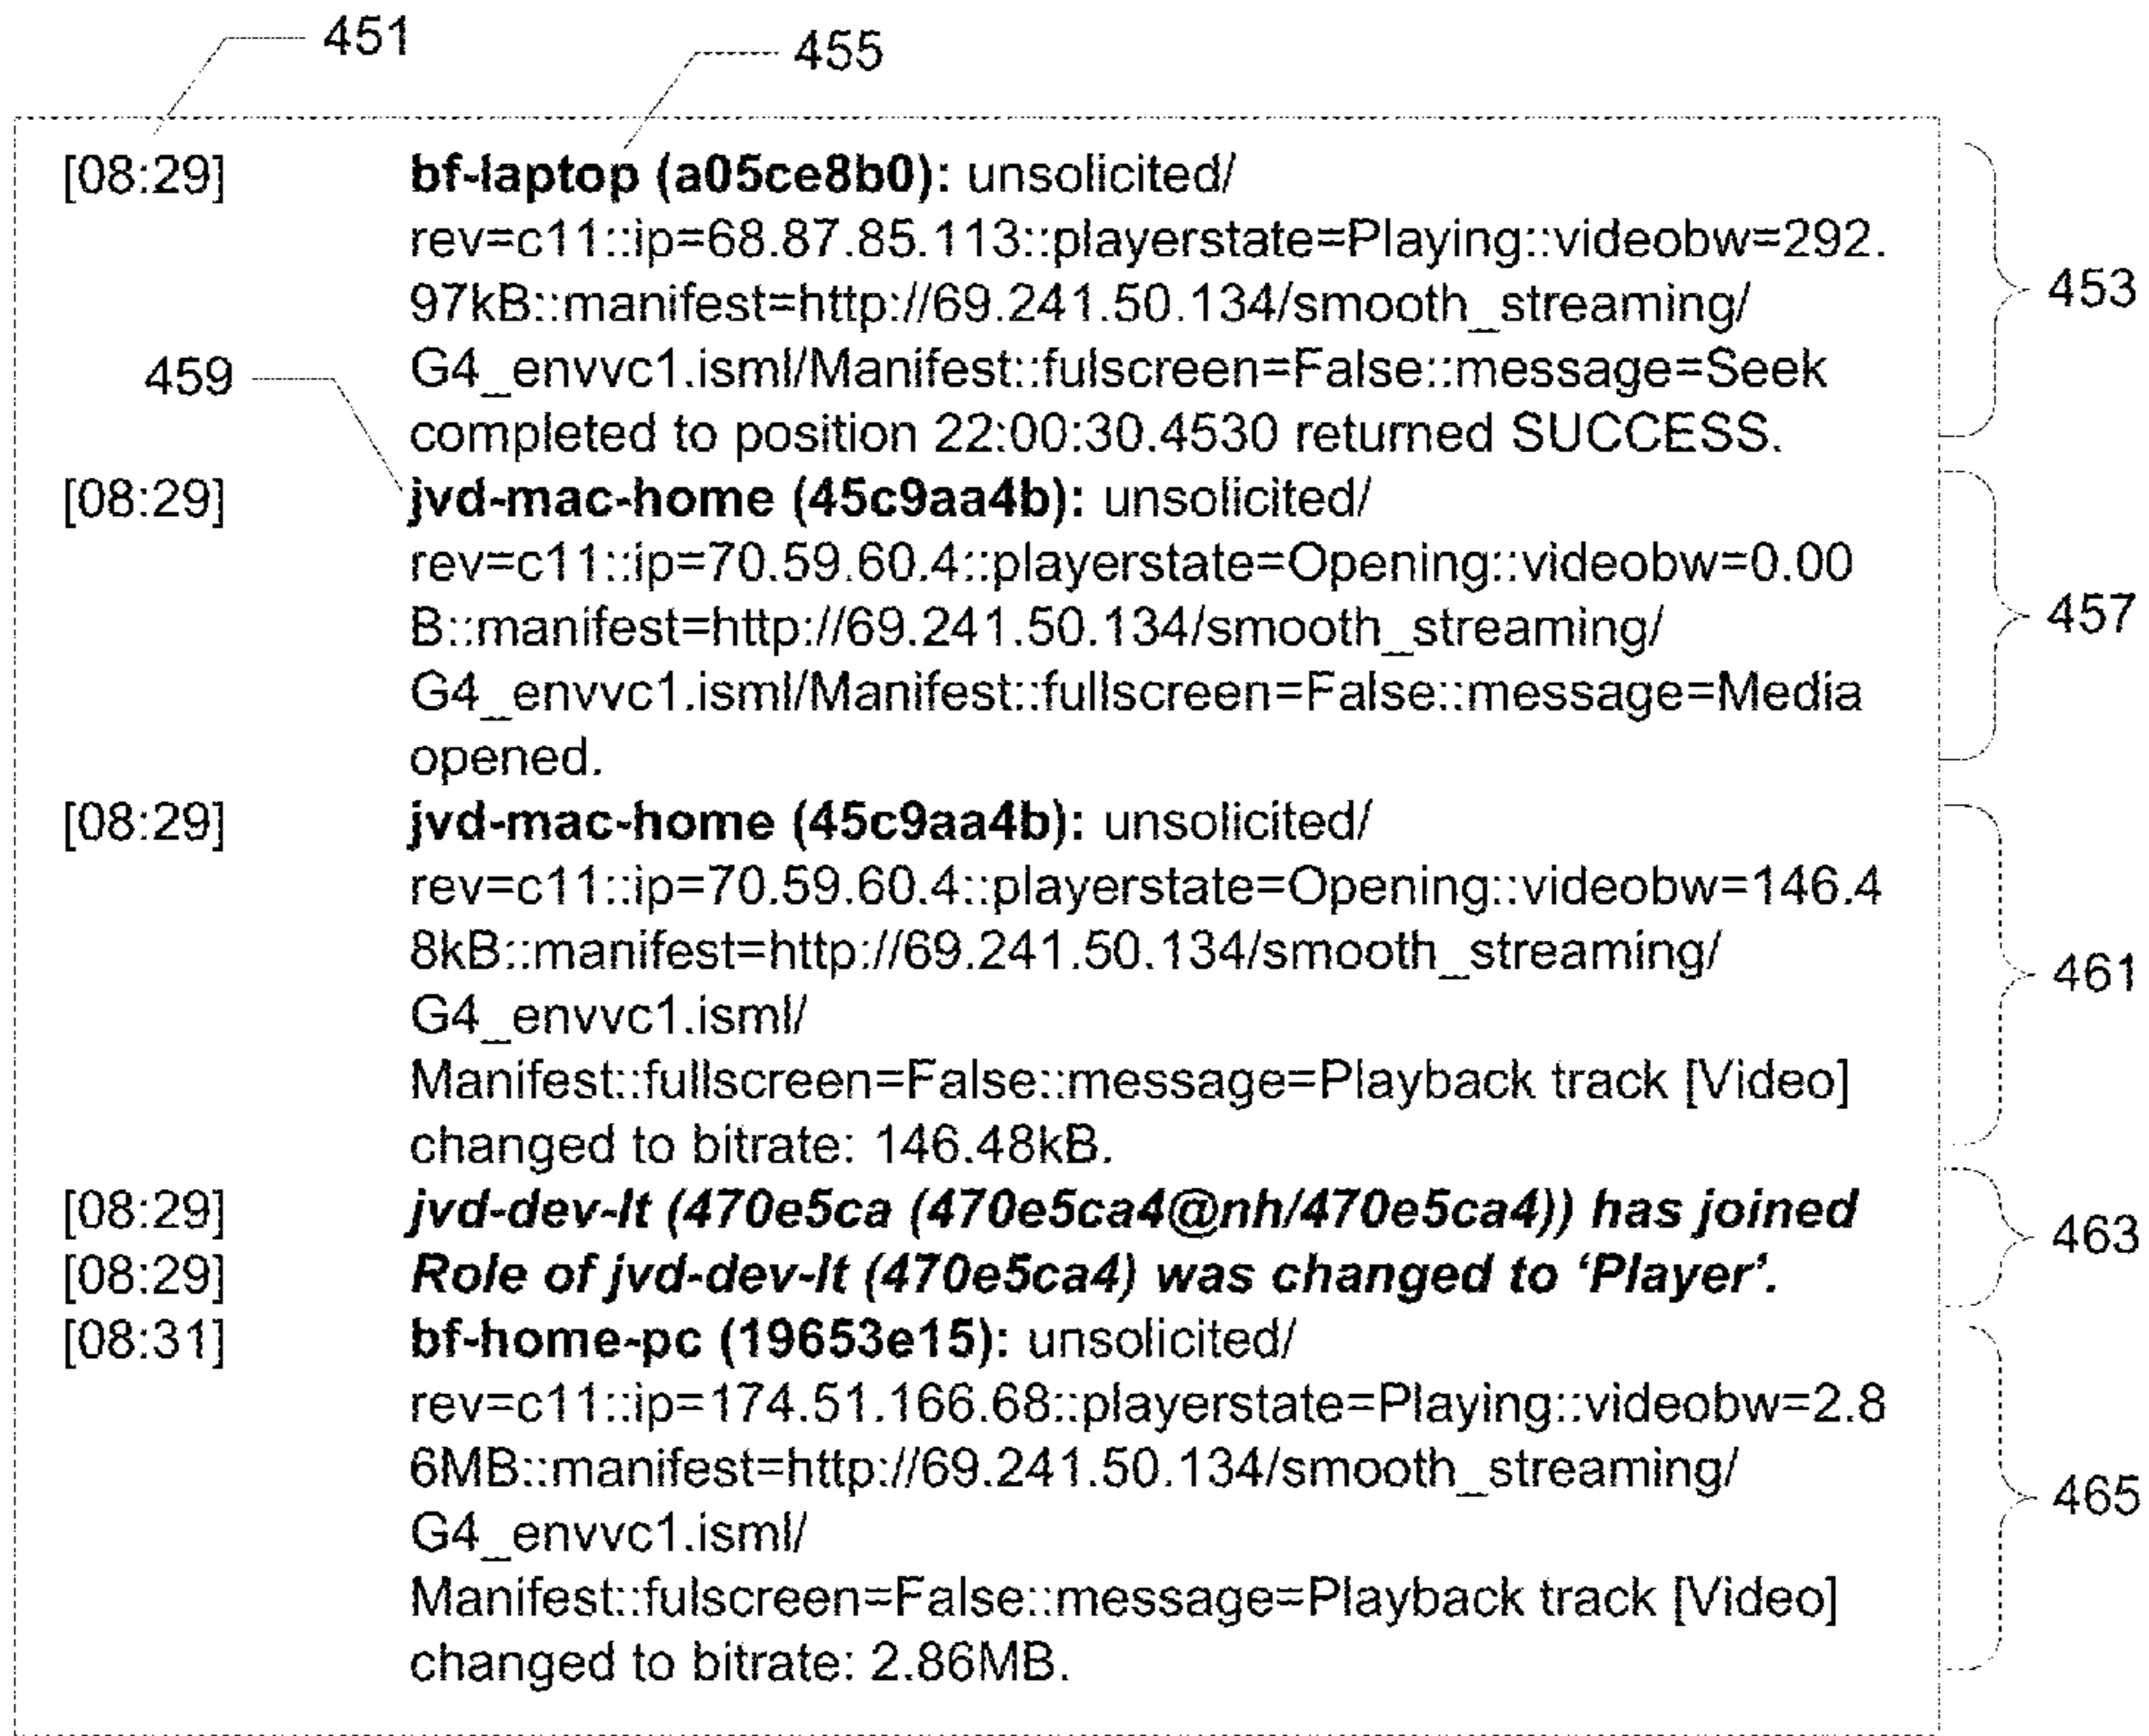 451
455
[08:29] bf-laptop (a05ce8b0): unsolicited/
rev=c11::ip=68.87.85.113::playerstate=Playing::videobw=292.
97kB::manifest=http://69.241.50.134/smooth_streaming/
453
G4_envvc1.isml/Manifest::fulscreen=False::message=Seek
459
completed to position 22:00:30.4530 returned SUCCESS.
[08:29] jvd-mac-home (45c9aa4b): unsolicited/
rev=c11::ip=70.59.60.4::playerstate=Opening::videobw=0.00
B::manifest=http://69.241.50.134/smooth_streaming/
457
G4_envvc1.isml/Manifest::fullscreen=False::message=Media
opened.
[08:29] jvd-mac-home (45c9aa4b): unsolicited/
rev=c11::ip=70.59.60.4::playerstate=Opening::videobw=146.4
8kB::manifest=http://69.241.50.134/smooth_streaming/
461
G4_envvc1.isml/
Manifest::fullscreen=False::message=Playback track [Video]
changed to bitrate: 146.48kB.
[08:29] jvd-dev-lt (470e5ca (470e5ca4@nh/470e5ca4)) has joined
463
[08:29] Role of jvd-dev-lt (470e5ca4) was changed to ‘Player’.
[08:31] bf-home-pc (19653e15): unsolicited/
rev=c11::ip=174.51.166.68::playerstate=Playing::videobw=2.8
6MB::manifest=http://69.241.50.134/smooth_streaming/
465
G4_envvc1.isml/
Manifest::fulscreen=False::message=Playback track [Video]
changed to bitrate: 2.86MB.